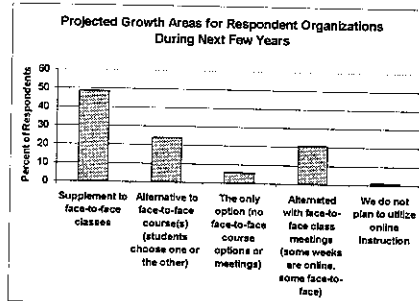 Projected Growth Areas for Respondent Organizations
During Next Few Years
Percent of Respondents
60
50
40
30
20
10
0
Supplement to
face-to-face
classes
Alternative to
face-to-face
course(s)
(students
choose one or
the other)
The only
option (no
face-to-face
course
options or
meetings)
Alternated
with face-to-
face class
meetings
(some weeks
are online,
some face-to-
face)
We do not
plan to utilize
online
instruction